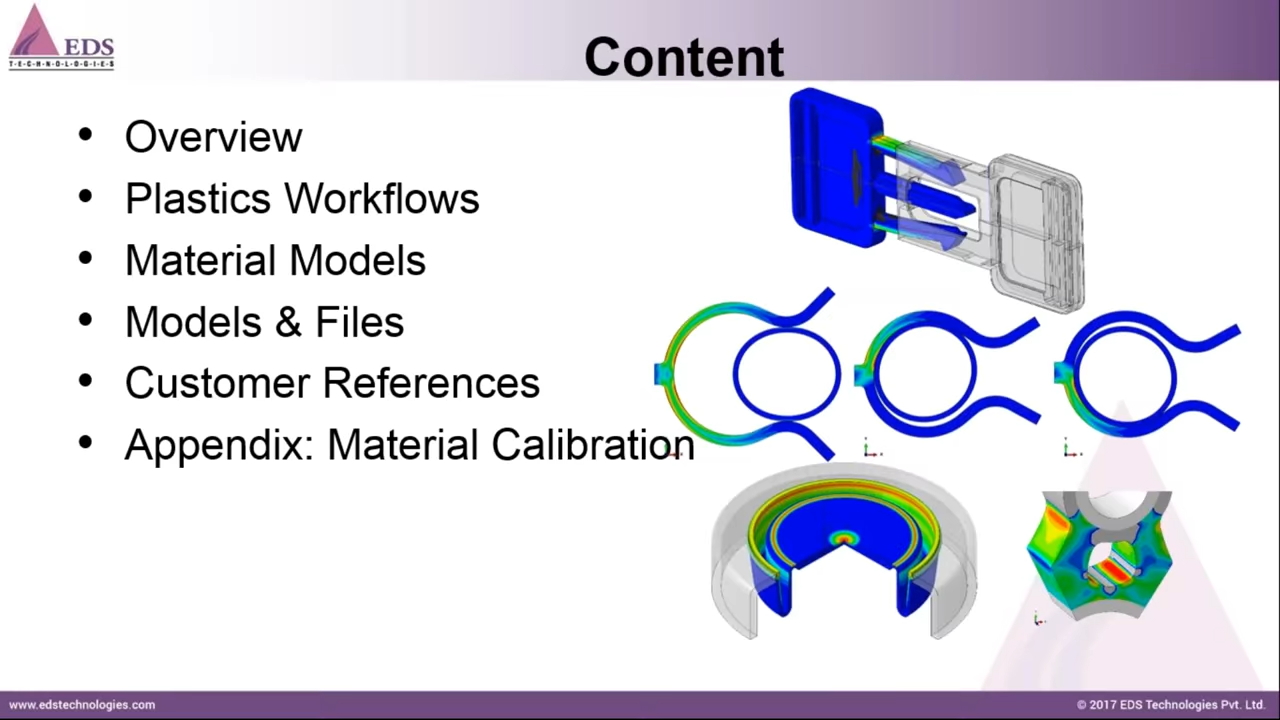 EDS
T·E·C·H·N·O·L·O·G·I·E·S
Content
• Overview
• Plastics Workflows
• Material Models
• Models & Files
• Customer References
• Appendix: Material Calibration
www.edstechnologies.com
© 2017 EDS Technologies Pvt. Ltd.